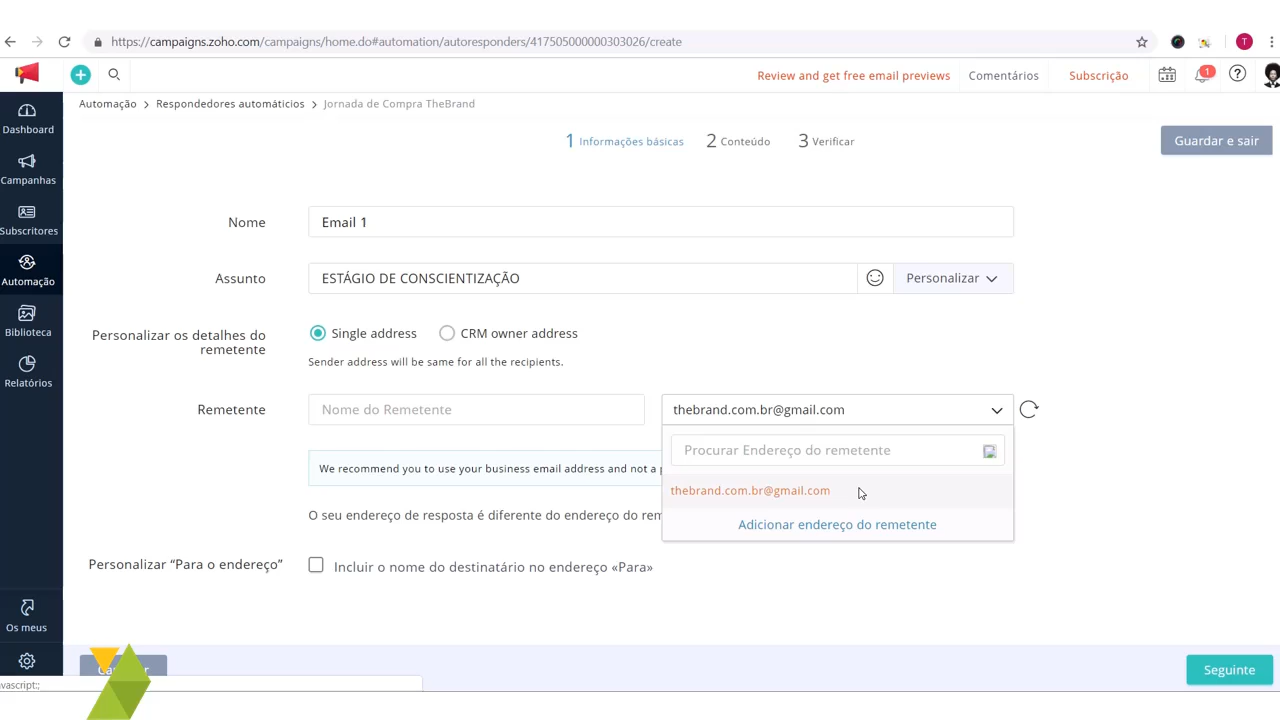 https://campaigns.zoho.com/campaigns/home.do#automation/autoresponders/417505000000303026/create
T
Review and get free email previews
Comentários
Subscrição
1
Automação > Respondedores automáticos > Jornada de Compra TheBrand
Dashboard
Campanhas
Subscritores
Automação
Biblioteca
Relatórios
Os meus
1 Informações básicas
2 Conteúdo
3 Verificar
Guardar e sair
Nome
Email 1
Assunto
ESTÁGIO DE CONSCIENTIZAÇÃO
Personalizar
Personalizar os detalhes do
remetente
Single address
CRM owner address
Sender address will be same for all the recipients.
Remetente
Nome do Remetente
thebrand.com.br@gmail.com
Procurar Endereço do remetente
thebrand.com.br@gmail.com
Adicionar endereço do remetente
We recommend you to use your business email address and not a
O seu endereço de resposta é diferente do endereço do
Personalizar “Para o endereço”
Incluir o nome do destinatário no endereço «Para»
Seguinte